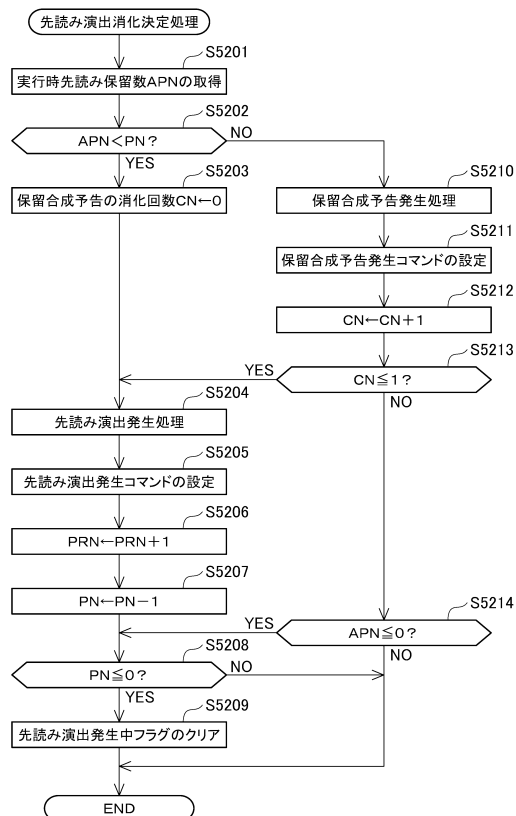 先読み演出消化決定処理
S5201
実行時先読み保留数APNの取得
S5202
APN<PN?
NO
YES
S5203
保留合成予告の消化回数CN←0
S5210
保留合成予告発生処理
S5211
保留合成予告発生コマンドの設定
S5212
CN←CN+1
S5213
CN≦1?
YES
NO
S5204
先読み演出発生処理
S5205
先読み演出発生コマンドの設定
S5206
PRN←PRN+1
S5207
PN←PN-1
S5214
APN≦0?
YES
NO
S5208
PN≦0?
NO
YES
S5209
先読み演出発生中フラグのクリア
END